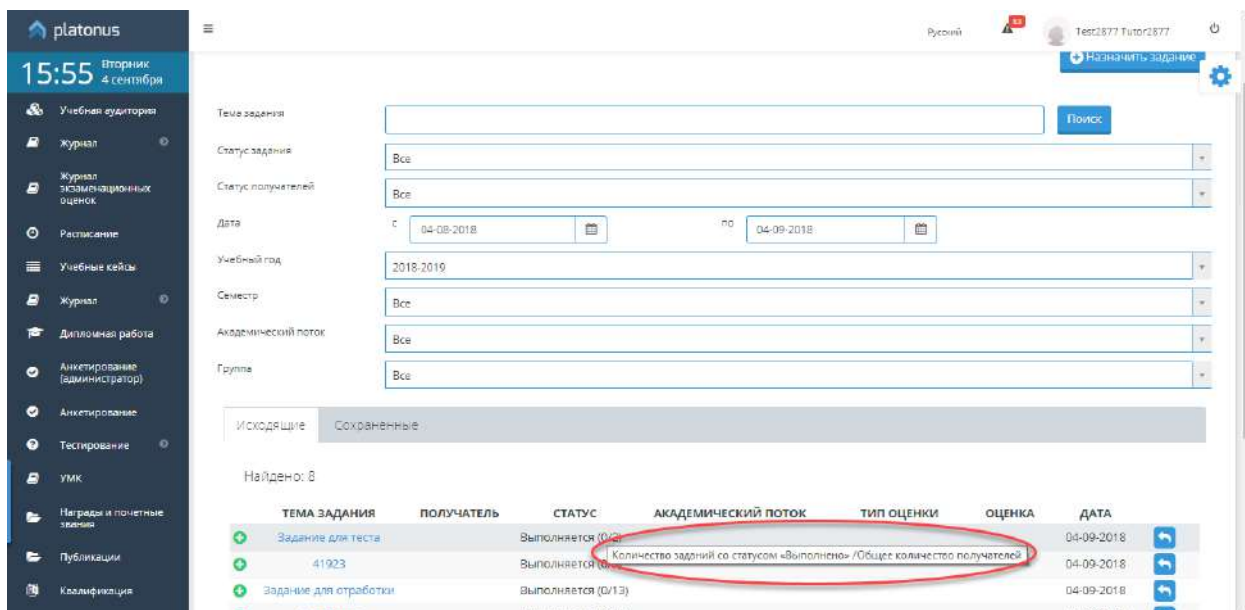 platonus
Русский
53
Test2877 Tutor2877
15:55 Вторник
4 сентября
Назначить задание
Учебная аудитория
Журнал
Журнал
экзаменационных
оценок
Расписание
Учебные кейсы
Журнал
Дипломная работа
Анкетирование
(администратор)
Анкетирование
Тестирование
УМК
Награды и почетные
звания
Публикации
Квалификация
Тема задания
Поиск
Статус задания
Все
Статус получателей
Все
Дата
с 04-08-2018 по 04-09-2018
Учебный год
2018-2019
Семестр
Все
Академический поток
Все
Группа
Все
Исходящие Сохраненные
Найдено: 8
ТЕМА ЗАДАНИЯ ПОЛУЧАТЕЛЬ СТАТУС АКАДЕМИЧЕСКИЙ ПОТОК ТИП ОЦЕНКИ ОЦЕНКА ДАТА
Задание для теста Выполняется (0/2) 04-09-2018
Количество заданий со статусом «Выполнено» /Общее количество получателей
41923 Выполняется 04-09-2018
Задание для отработки Выполняется (0/13) 04-09-2018